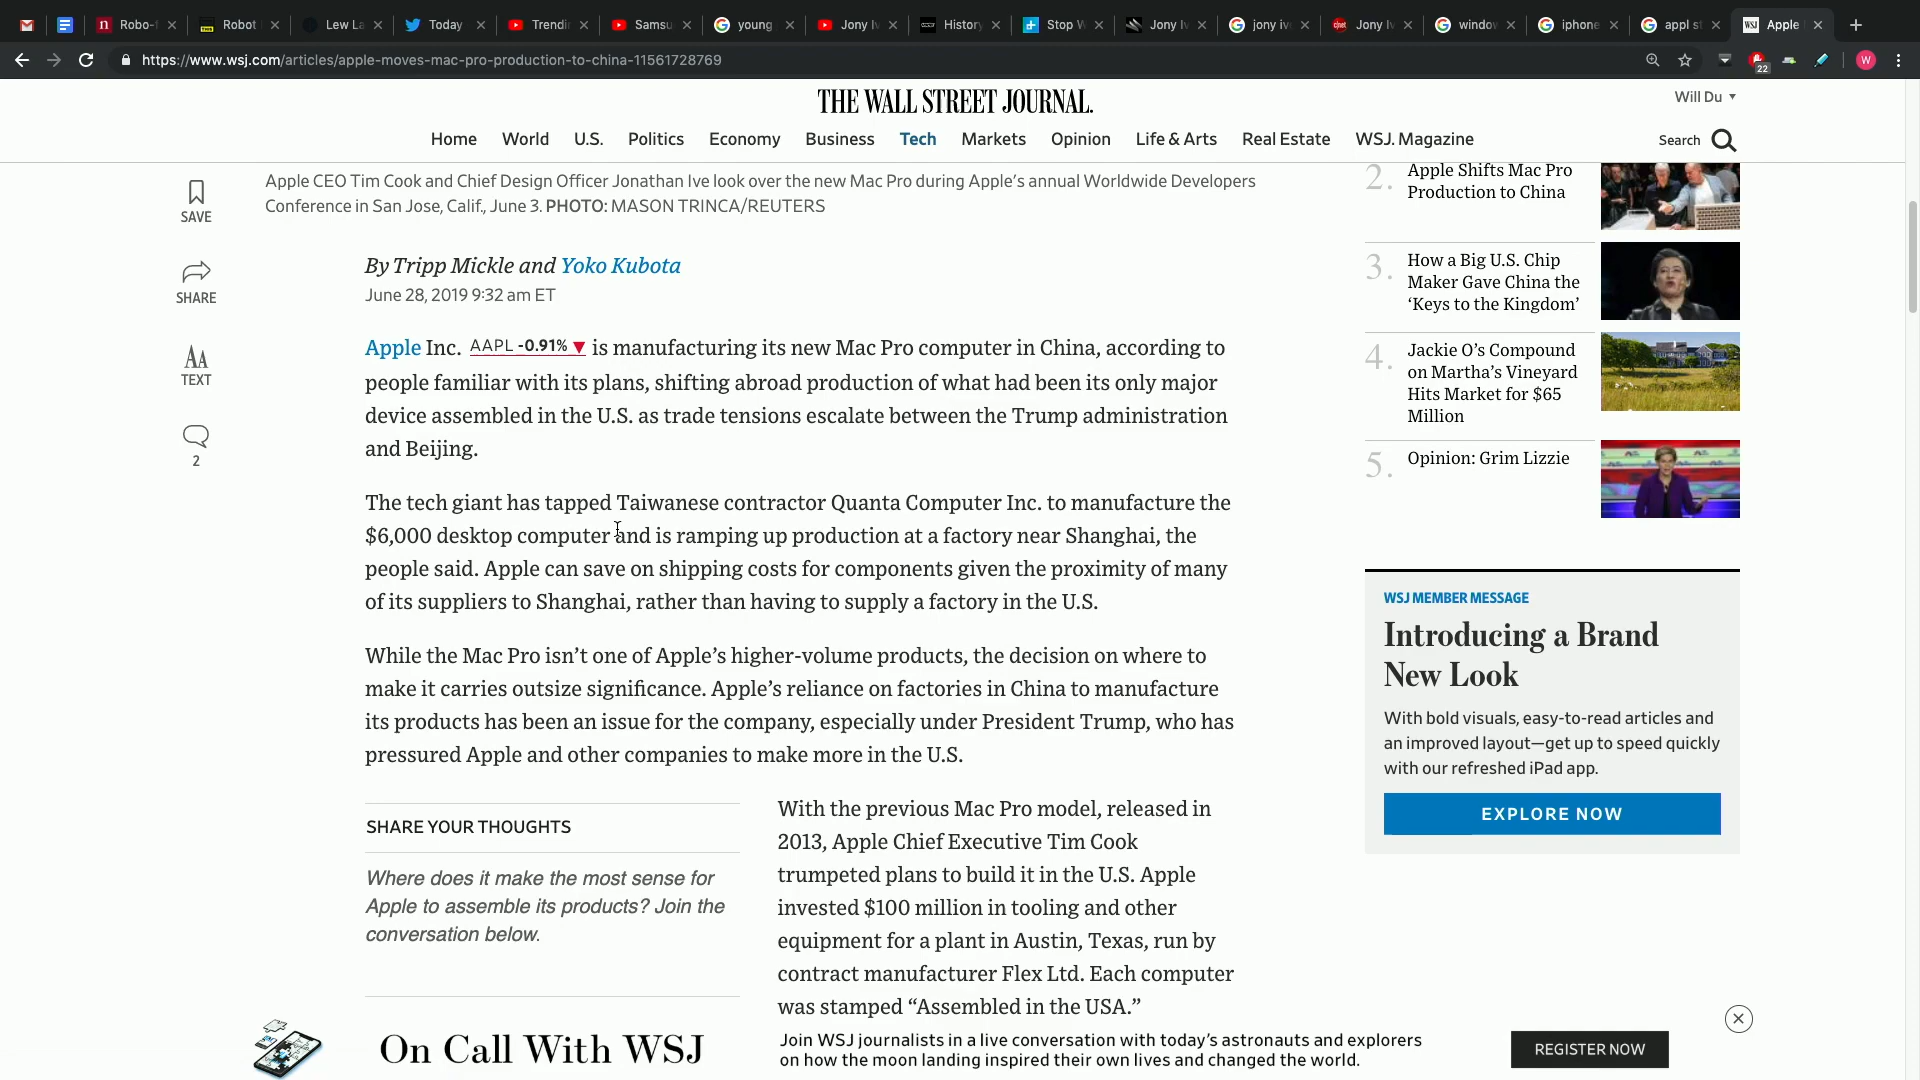 Robo-
Robot
Lew La
Today
Trendi
Samsu
young
Jony Iv
History
Stop W
Jony Iv
jony iv
Jony Iv
window
iphone
appl st
Apple
https://www.wsj.com/articles/apple-moves-mac-pro-production-to-china-11561728769
22
W
THE WALL STREET JOURNAL.
Will Du
Home World U.S. Politics Economy Business Tech Markets Opinion Life & Arts Real Estate WSJ. Magazine
Search
SAVE
SHARE
TEXT
2
Apple CEO Tim Cook and Chief Design Officer Jonathan Ive look over the new Mac Pro during Apple’s annual Worldwide Developers
Conference in San Jose, Calif., June 3. PHOTO: MASON TRINCA/REUTERS
By Tripp Mickle and Yoko Kubota
June 28, 2019 9:32 am ET
Apple Inc. AAPL -0.91% ▼ is manufacturing its new Mac Pro computer in China, according to
people familiar with its plans, shifting abroad production of what had been its only major
device assembled in the U.S. as trade tensions escalate between the Trump administration
and Beijing.
The tech giant has tapped Taiwanese contractor Quanta Computer Inc. to manufacture the
$6,000 desktop computer and is ramping up production at a factory near Shanghai, the
people said. Apple can save on shipping costs for components given the proximity of many
of its suppliers to Shanghai, rather than having to supply a factory in the U.S.
While the Mac Pro isn’t one of Apple’s higher-volume products, the decision on where to
make it carries outsize significance. Apple’s reliance on factories in China to manufacture
its products has been an issue for the company, especially under President Trump, who has
pressured Apple and other companies to make more in the U.S.
SHARE YOUR THOUGHTS
Where does it make the most sense for
Apple to assemble its products? Join the
conversation below.
With the previous Mac Pro model, released in
2013, Apple Chief Executive Tim Cook
trumpeted plans to build it in the U.S. Apple
invested $100 million in tooling and other
equipment for a plant in Austin, Texas, run by
contract manufacturer Flex Ltd. Each computer
was stamped “Assembled in the USA.”
2. Apple Shifts Mac Pro
Production to China
3. How a Big U.S. Chip
Maker Gave China the
‘Keys to the Kingdom’
4. Jackie O’s Compound
on Martha’s Vineyard
Hits Market for $65
Million
5. Opinion: Grim Lizzie
WSJ MEMBER MESSAGE
Introducing a Brand
New Look
With bold visuals, easy-to-read articles and
an improved layout—get up to speed quickly
with our refreshed iPad app.
EXPLORE NOW
On Call With WSJ
Join WSJ journalists in a live conversation with today’s astronauts and explorers
on how the moon landing inspired their own lives and changed the world.
REGISTER NOW